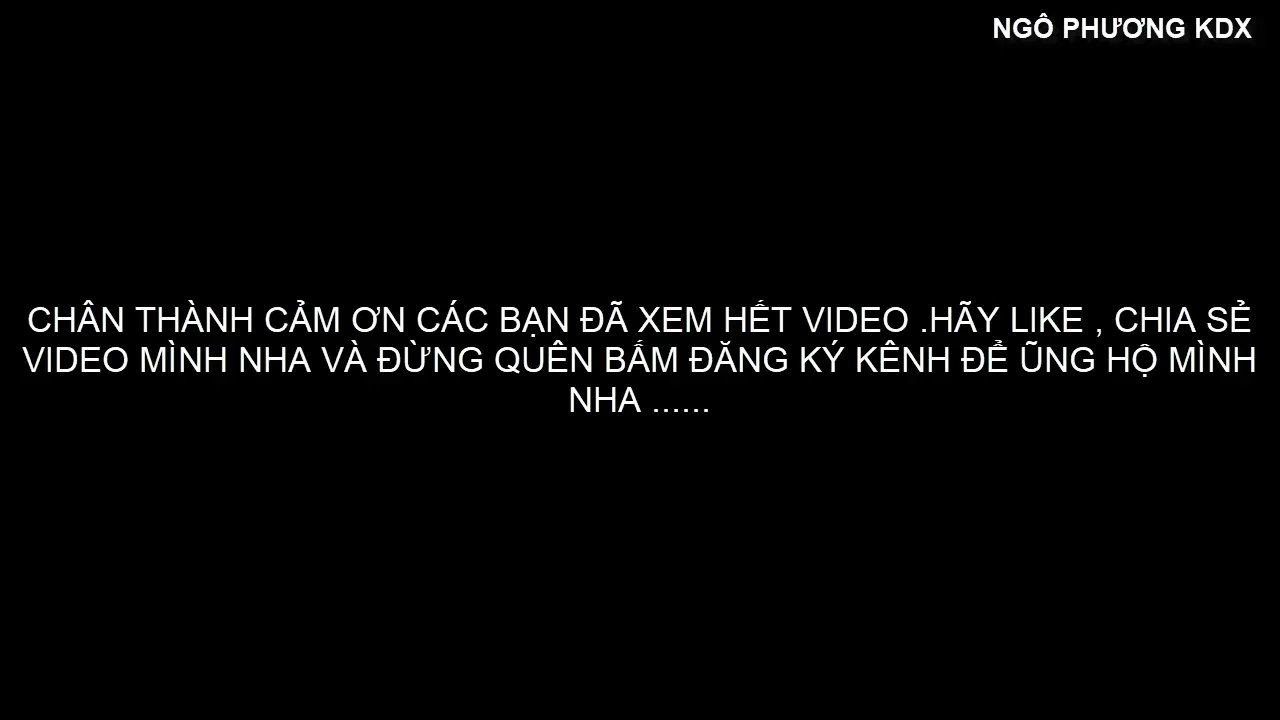 NGÔ PHƯƠNG KDX
CHÂN THÀNH CẢM ƠN CÁC BẠN ĐÃ XEM HẾT VIDEO .HÃY LIKE , CHIA SẺ
VIDEO MÌNH NHA VÀ ĐỪNG QUÊN BẤM ĐĂNG KÝ KÊNH ĐỂ ŨNG HỘ MÌNH
NHA ......